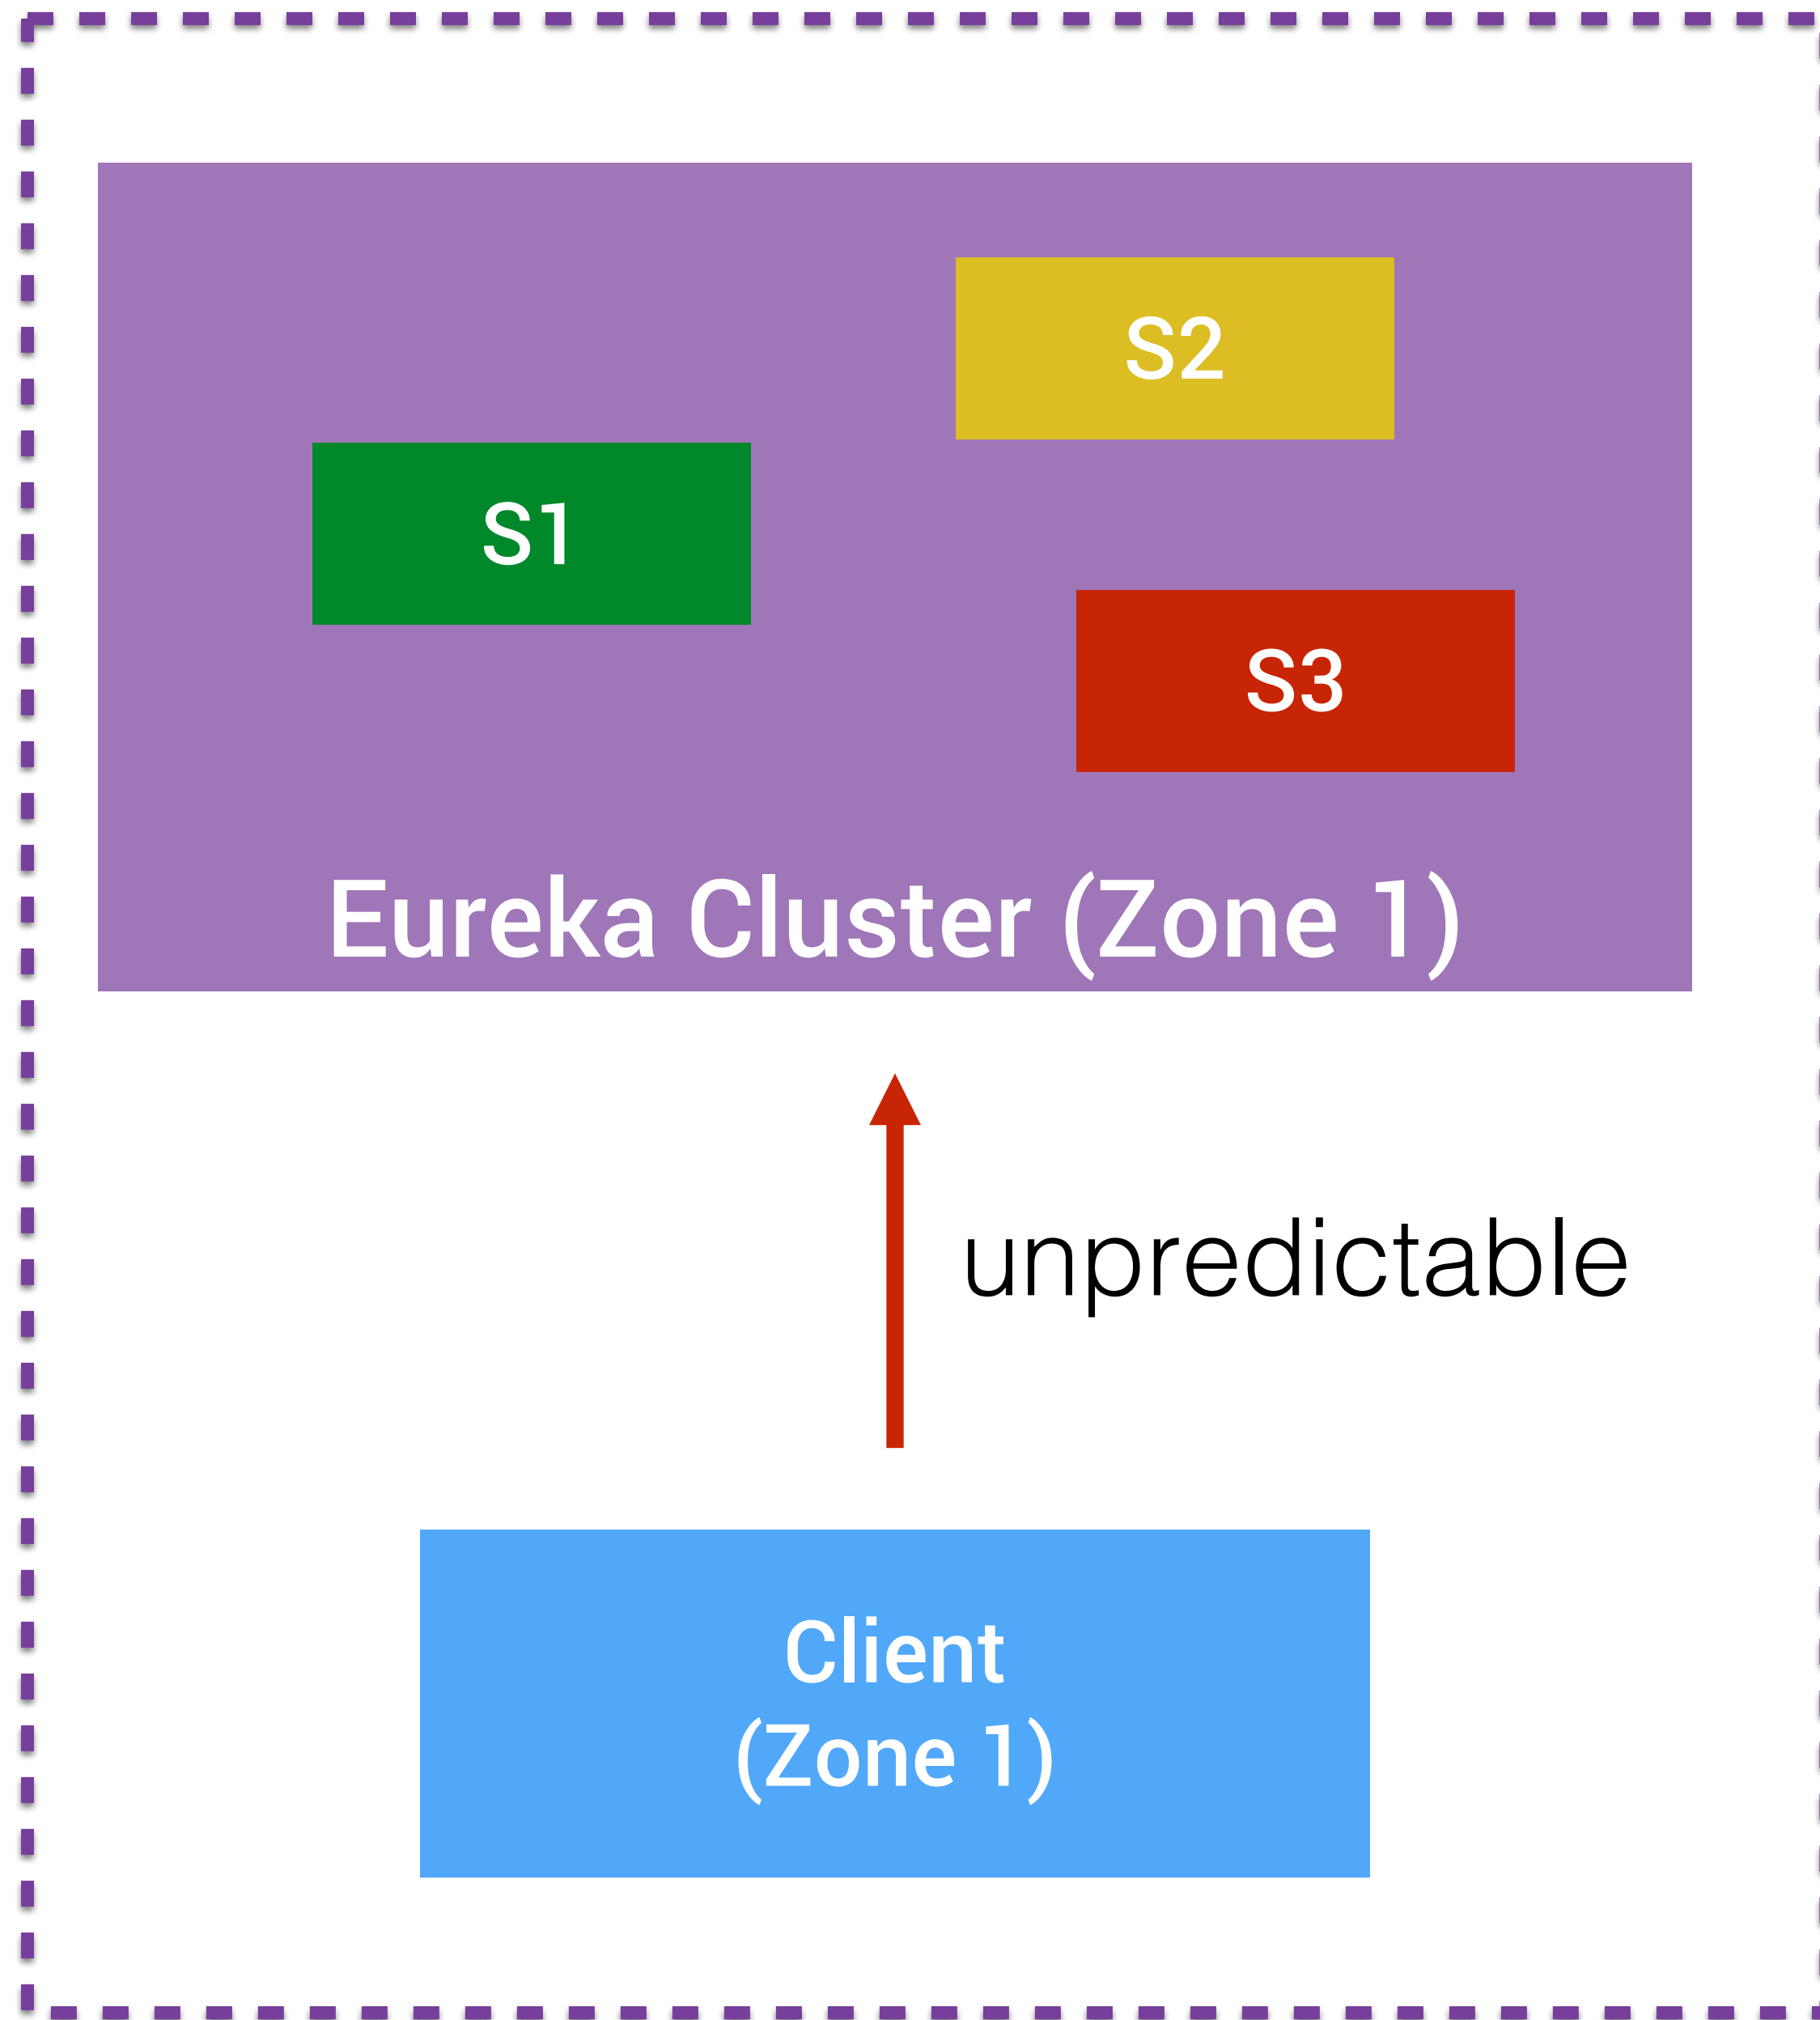 S2
S1
S3
Eureka Cluster (Zone 1)
unpredictable
Client
(Zone 1)